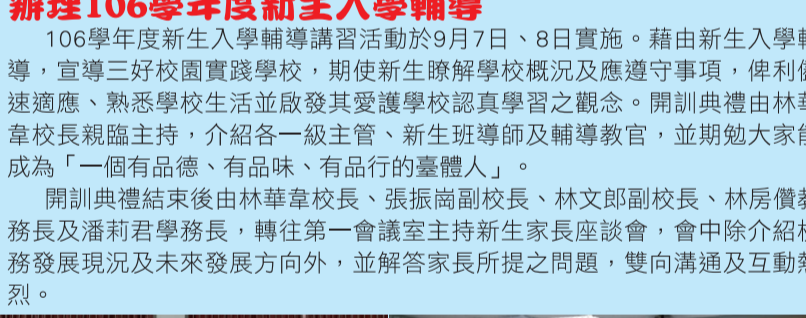 辦理106學年度新生入學輔導
106學年度新生入學輔導講習活動於9月7日、8日實施。藉由新生入學輔
導，宣導三好校園實踐學校，期使新生瞭解學校概況及應遵守事項，俾利
速適應、熟悉學校生活並啟發其愛護學校認真學習之觀念。開訓典禮由林華
韋校長親臨主持，介紹各一級主管、新生班導師及輔導教官，並期勉大家能
成為「一個有品德、有品味、有品行的臺體人」。
開訓典禮結束後由林華韋校長、張振崗副校長、林文郎副校長、林房儹教
務長及潘莉君學務長，轉往第一會議室主持新生家長座談會，會中除介紹校
務發展現況及未來發展方向外，並解答家長所提之問題，雙向溝通及互動熱
烈。